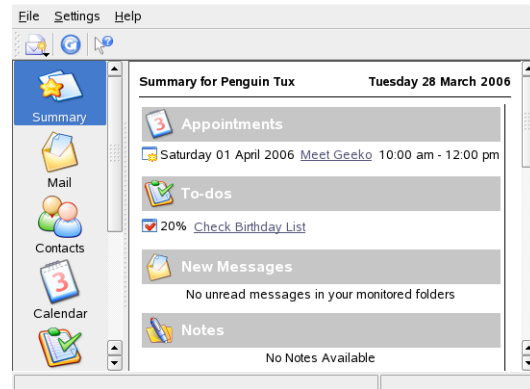 File Settings Help
Summary for Penguin Tux Tuesday 28 March 2006
Summary
Mail
Contacts
3
Calendar
3 Appointments
Saturday 01 April 2006 Meet Geeko 10:00 am - 12:00 pm
To-dos
20% Check Birthday List
New Messages
No unread messages in your monitored folders
Notes
No Notes Available